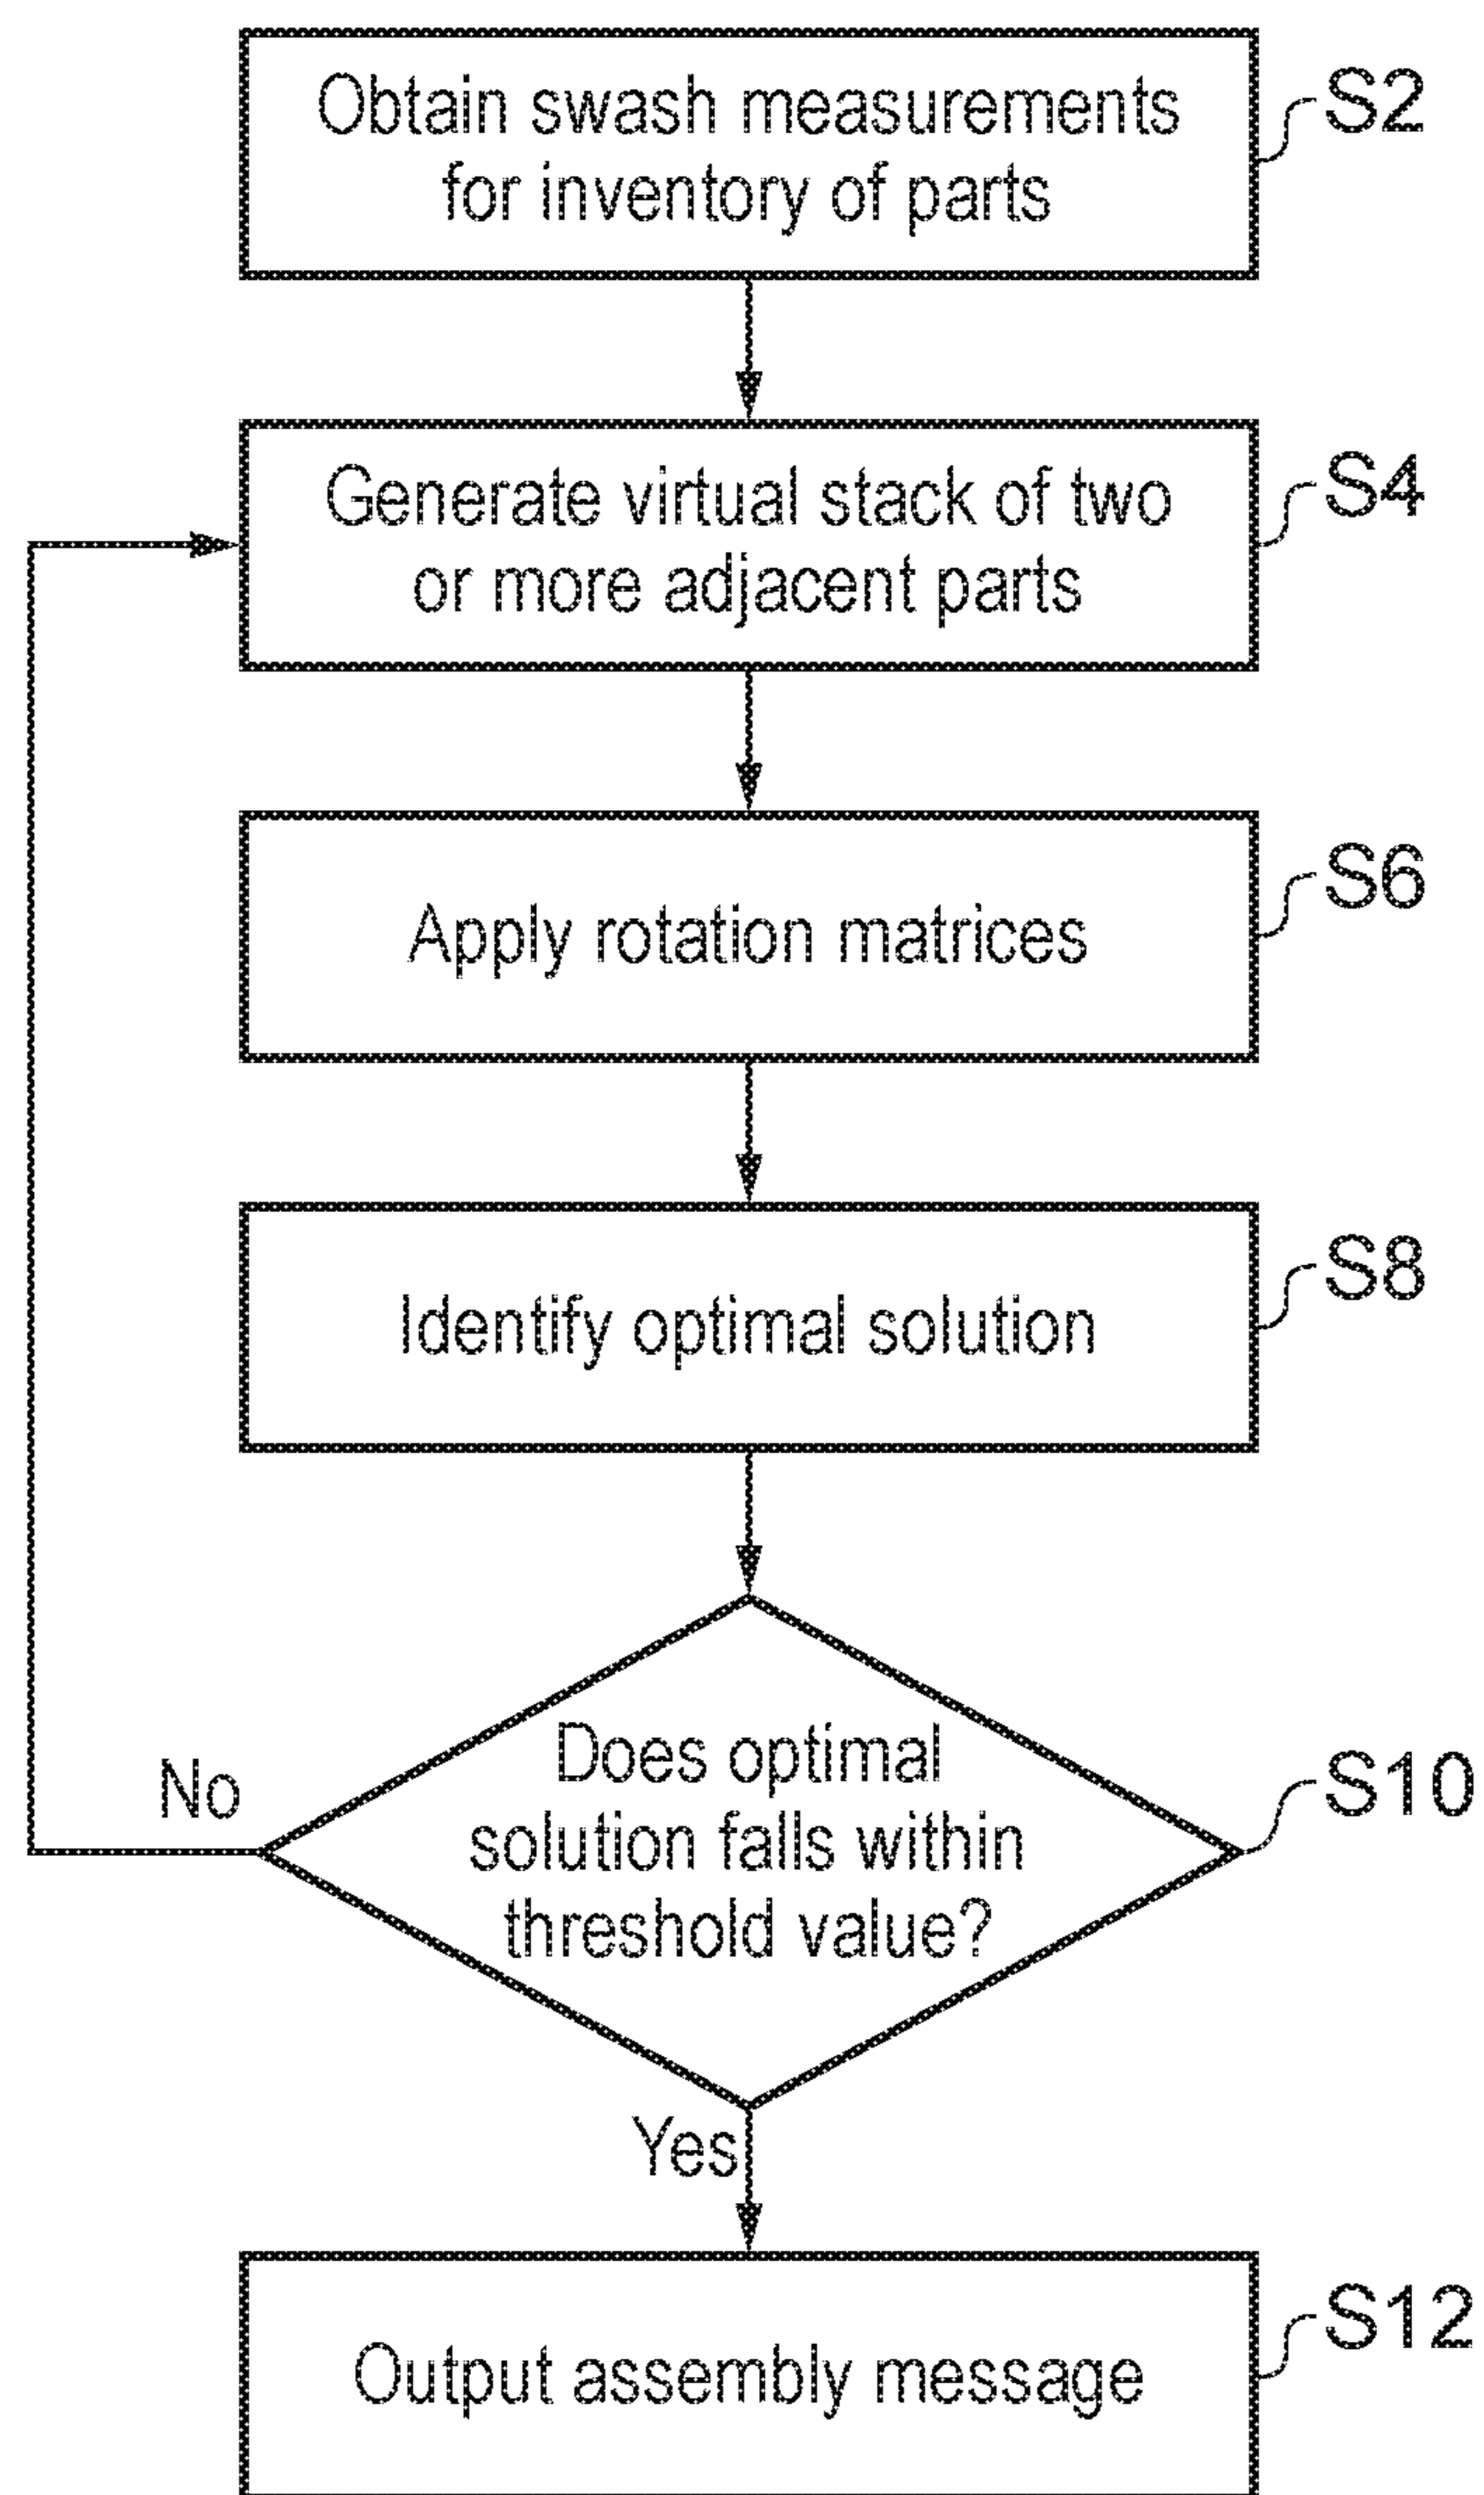 Obtain swash measurements
for inventory of parts
S2
Generate virtual stack of two
or more adjacent parts
S4
Apply rotation matrices
S6
Identify optimal solution
S8
Does optimal
solution falls within
threshold value?
S10
No
Yes
Output assembly message
S12